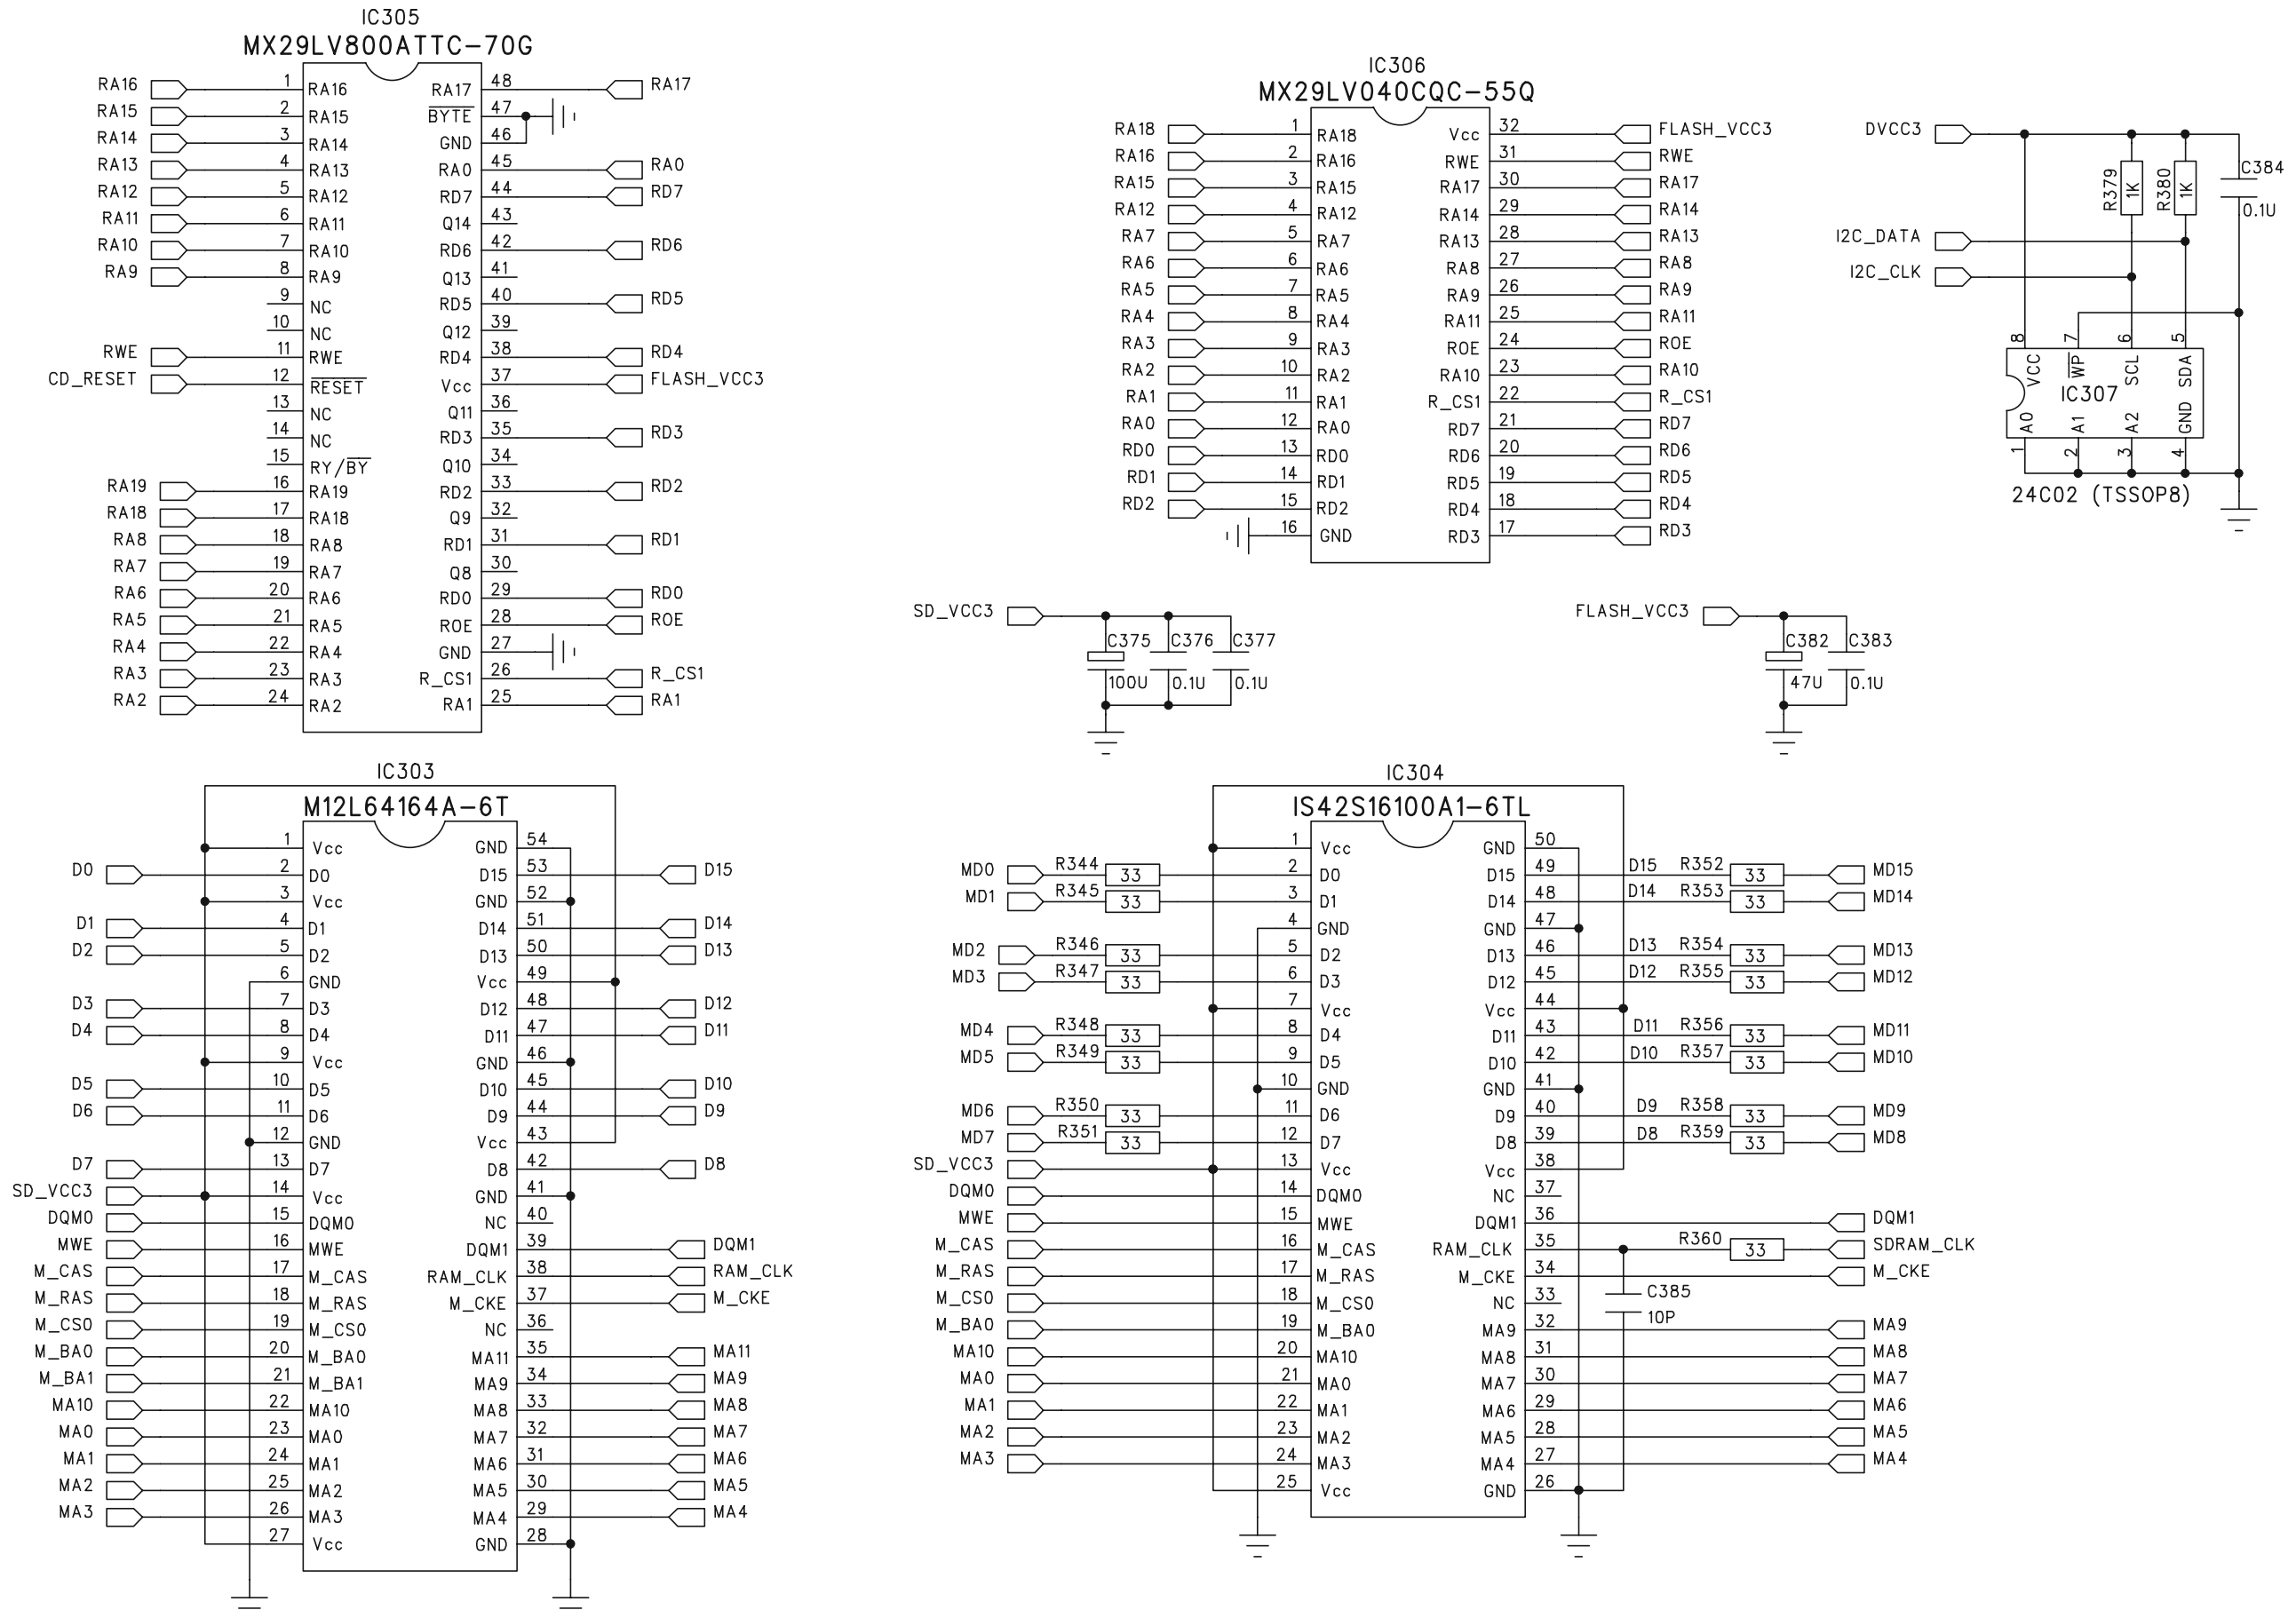 IC305
MX29LV800ATTC-70G
RA16 1 RA16 RA17 48 RA17
RA15 2 RA15 BYTE 47
RA14 3 RA14 GND 46
RA13 4 RA13 RA0 45 RA0
RA12 5 RA12 RD7 44 RD7
RA11 6 RA11 Q14 43
RA10 7 RA10 RD6 42 RD6
RA9 8 RA9 Q13 41
9 NC RD5 40 RD5
10 NC Q12 39
RWE 11 RWE RD4 38 RD4
CD_RESET 12 RESET Vcc 37 FLASH_VCC3
13 NC Q11 36
14 NC RD3 35 RD3
15 RY/BY Q10 34
RA19 16 RA19 RD2 33 RD2
RA18 17 RA18 Q9 32
RA8 18 RA8 RD1 31 RD1
RA7 19 RA7 Q8 30
RA6 20 RA6 RD0 29 RD0
RA5 21 RA5 ROE 28 ROE
RA4 22 RA4 GND 27
RA3 23 RA3 R_CS1 26 R_CS1
RA2 24 RA2 RA1 25 RA1
IC306
MX29LV040CQC-55Q
RA18 1 RA18 Vcc 32 FLASH_VCC3
RA16 2 RA16 RWE 31 RWE
RA15 3 RA15 RA17 30 RA17
RA12 4 RA12 RA14 29 RA14
RA7 5 RA7 RA13 28 RA13
RA6 6 RA6 RA8 27 RA8
RA5 7 RA5 RA9 26 RA9
RA4 8 RA4 RA11 25 RA11
RA3 9 RA3 ROE 24 ROE
RA2 10 RA2 RA10 23 RA10
RA1 11 RA1 R_CS1 22 R_CS1
RA0 12 RA0 RD7 21 RD7
RD0 13 RD0 RD6 20 RD6
RD1 14 RD1 RD5 19 RD5
RD2 15 RD2 RD4 18 RD4
16 GND RD3 17 RD3
DVCC3
R379 1K R380 1K C384
0.1U
I2C_DATA
I2C_CLK
8 7 6 5
VCC WP SCL SDA
IC307
A0 A1 A2 GND
1 2 3 4
24C02 (TSSOP8)
SD_VCC3
C375 C376 C377
100U 0.1U 0.1U
FLASH_VCC3
C382 C383
47U 0.1U
IC303
M12L64164A-6T
1 Vcc GND 54
D0 2 D0 D15 53 D15
3 Vcc GND 52
D1 4 D1 D14 51 D14
D2 5 D2 D13 50 D13
6 GND Vcc 49
D3 7 D3 D12 48 D12
D4 8 D4 D11 47 D11
9 Vcc GND 46
D5 10 D5 D10 45 D10
D6 11 D6 D9 44 D9
12 GND Vcc 43
D7 13 D7 D8 42 D8
SD_VCC3 14 Vcc GND 41
DQM0 15 DQM0 NC 40
MWE 16 MWE DQM1 39 DQM1
M_CAS 17 M_CAS RAM_CLK 38 RAM_CLK
M_RAS 18 M_RAS M_CKE 37 M_CKE
M_CS0 19 M_CS0 NC 36
M_BA0 20 M_BA0 MA11 35 MA11
M_BA1 21 M_BA1 MA9 34 MA9
MA10 22 MA10 MA8 33 MA8
MA0 23 MA0 MA7 32 MA7
MA1 24 MA1 MA6 31 MA6
MA2 25 MA2 MA5 30 MA5
MA3 26 MA3 MA4 29 MA4
27 Vcc GND 28
IC304
IS42S16100A1-6TL
1 Vcc GND 50
MD0 R344 33 2 D0 D15 49 D15 R352 33 MD15
MD1 R345 33 3 D1 D14 48 D14 R353 33 MD14
4 GND GND 47
MD2 R346 33 5 D2 D13 46 D13 R354 33 MD13
MD3 R347 33 6 D3 D12 45 D12 R355 33 MD12
7 Vcc Vcc 44
MD4 R348 33 8 D4 D11 43 D11 R356 33 MD11
MD5 R349 33 9 D5 D10 42 D10 R357 33 MD10
10 GND GND 41
MD6 R350 33 11 D6 D9 40 D9 R358 33 MD9
MD7 R351 33 12 D7 D8 39 D8 R359 33 MD8
SD_VCC3 13 Vcc Vcc 38
DQM0 14 DQM0 NC 37
MWE 15 MWE DQM1 36 DQM1
M_CAS 16 M_CAS RAM_CLK 35 R360 33 SDRAM_CLK
M_RAS 17 M_RAS M_CKE 34 M_CKE
M_CS0 18 M_CS0 NC 33 C385
10P
M_BA0 19 M_BA0 MA9 32 MA9
MA10 20 MA10 MA8 31 MA8
MA0 21 MA0 MA7 30 MA7
MA1 22 MA1 MA6 29 MA6
MA2 23 MA2 MA5 28 MA5
MA3 24 MA3 MA4 27 MA4
25 Vcc GND 26